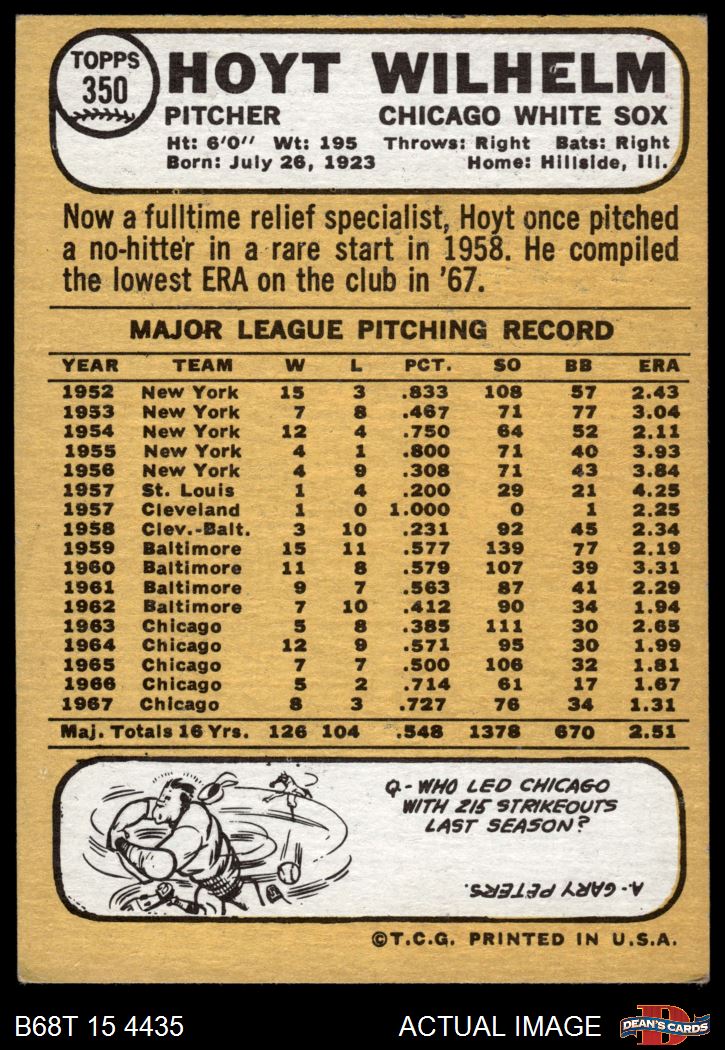 TOPPS
350
HOYT WILHELM
PITCHER CHICAGO WHITE SOX
Ht: 6'0" Wt: 195 Throws: Right Bats: Right
Born: July 26, 1923 Home: Hillside, Ill.
Now a fulltime relief specialist, Hoyt once pitched
a no-hitter in a rare start in 1958. He compiled
the lowest ERA on the club in '67.
MAJOR LEAGUE PITCHING RECORD
YEAR TEAM W L PCT. SO BB ERA
1952 New York 15 3 .833 108 57 2.43
1953 New York 7 8 .467 71 77 3.04
1954 New York 12 4 .750 64 52 2.11
1955 New York 4 1 .800 71 40 3.93
1956 New York 4 9 .308 71 43 3.84
1957 St. Louis 1 4 .200 29 21 4.25
1957 Cleveland 1 0 1.000 0 1 2.25
1958 Clev.-Balt. 3 10 .231 92 45 2.34
1959 Baltimore 15 11 .577 139 77 2.19
1960 Baltimore 11 8 .579 107 39 3.31
1961 Baltimore 9 7 .563 87 41 2.29
1962 Baltimore 7 10 .412 90 34 1.94
1963 Chicago 5 8 .385 111 30 2.65
1964 Chicago 12 9 .571 95 30 1.99
1965 Chicago 7 7 .500 106 32 1.81
1966 Chicago 5 2 .714 61 17 1.67
1967 Chicago 8 3 .727 76 34 1.31
Maj. Totals 16 Yrs. 126 104 .548 1378 670 2.51
Q-WHO LED CHICAGO
WITH 215 STRIKEOUTS
LAST SEASON?
A-GARY PETERS.
©T.C.G. PRINTED IN U.S.A.
B68T 15 4435 ACTUAL IMAGE
DEAN'S CARDS